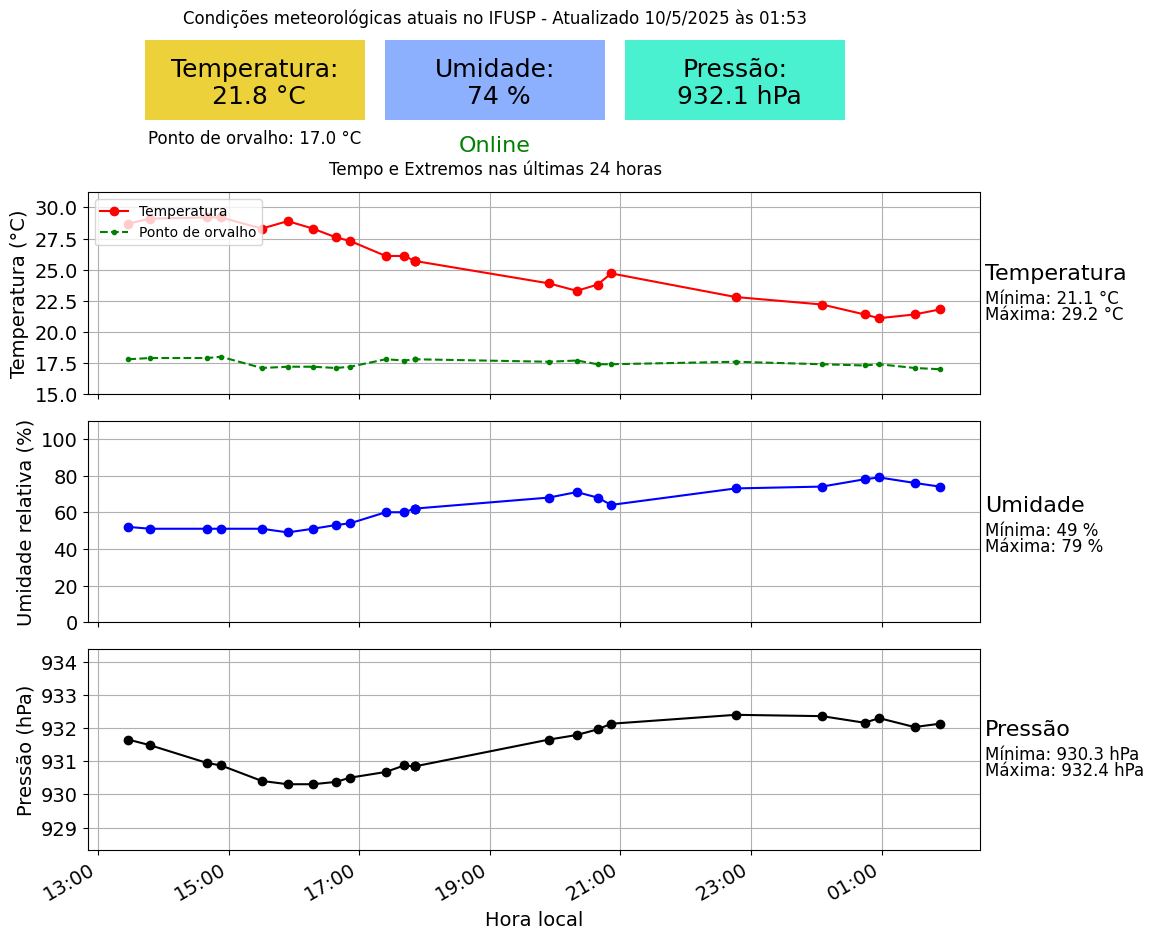 Condições meteorológicas atuais no IFUSP - Atualizado 10/5/2025 às 01:53
Temperatura:
21.8 °C
Umidade:
74 %
Pressão:
932.1 hPa
Ponto de orvalho: 17.0 °C
Online
Tempo e Extremos nas últimas 24 horas
Temperatura (°C)
30.0
27.5
25.0
22.5
20.0
17.5
15.0
Temperatura
Ponto de orvalho
Temperatura
Mínima: 21.1 °C
Máxima: 29.2 °C
Umidade relativa (%)
100
80
60
40
20
0
Umidade
Mínima: 49 %
Máxima: 79 %
Pressão (hPa)
934
933
932
931
930
929
Pressão
Mínima: 930.3 hPa
Máxima: 932.4 hPa
13:00
15:00
17:00
19:00
21:00
23:00
01:00
Hora local